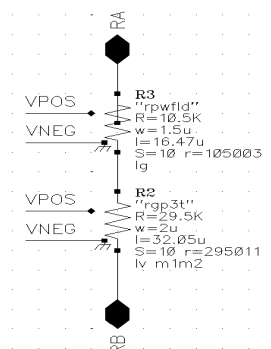 RA
R3
"rpwfld"
VPOS
R=10.5K
w=1.5u
VNEG
l=16.47u
S=10 r=105003
lg
R2
VPOS
"rgp3t"
R=29.5K
VNEG
w=2u
l=32.05u
S=10 r=295011
lv m1m2
RB